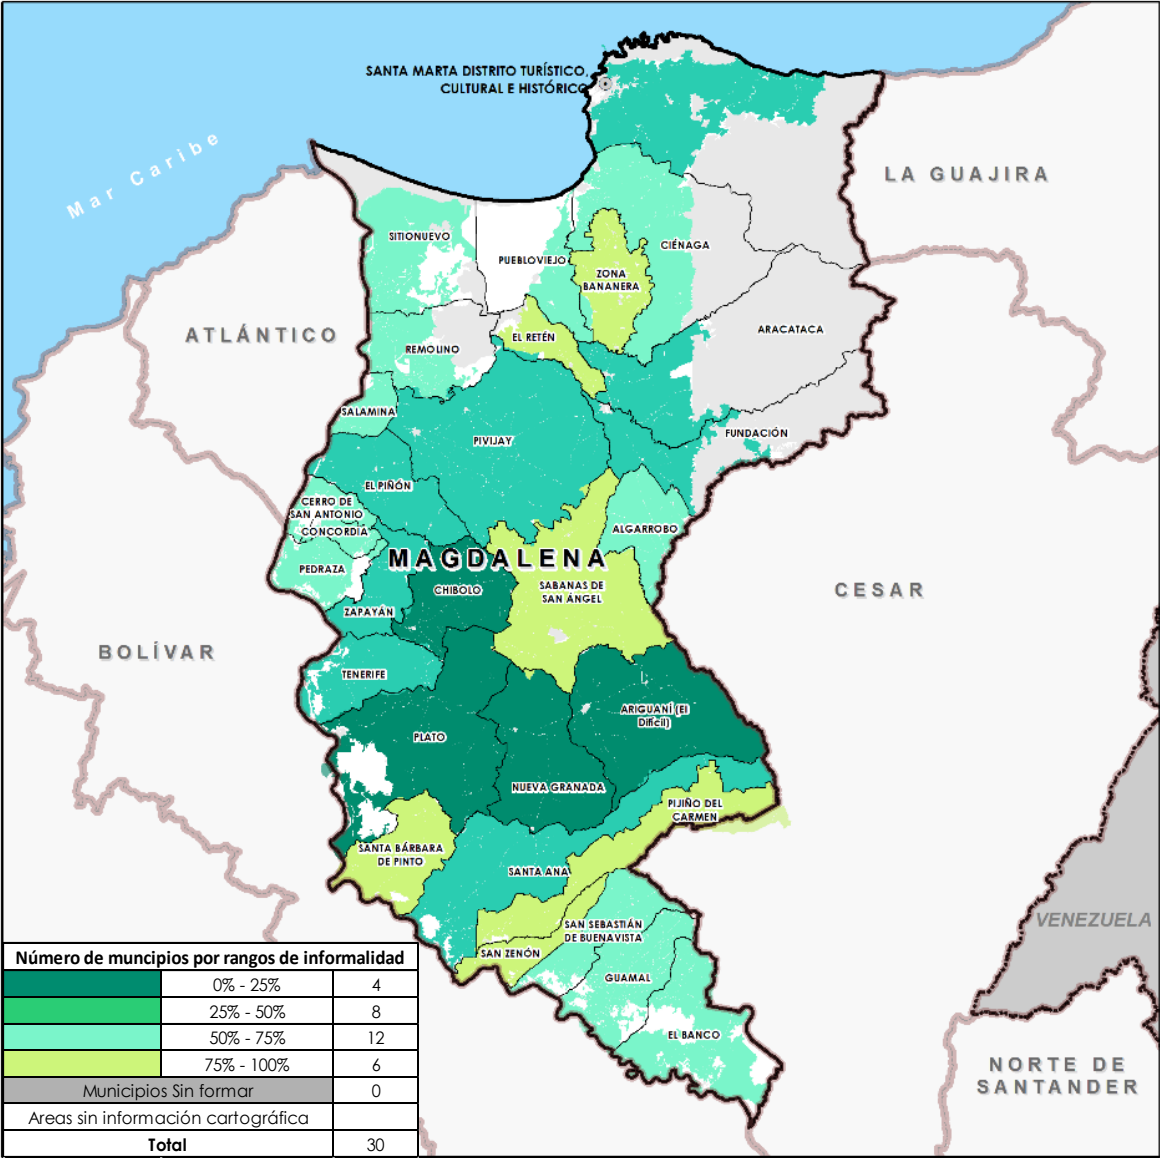 SANTA MARTA DISTRITO TURÍSTICO,
CULTURAL E HISTÓRICO
Mar Caribe
LA GUAJIRA
SITIONUEVO
CIÉNAGA
PUEBLOVIEJO
ZONA
BANANERA
ATLÁNTICO
ARACATACA
EL RETÉN
REMOLINO
SALAMINA
PIVIJAY
FUNDACIÓN
EL PIÑÓN
CERRO DE
SAN ANTONIO
CONCORDIA
ALGARROBO
MAGDALENA
PEDRAZA
CHIBOLO
SABANAS DE
SAN ÁNGEL
CESAR
ZAPAYÁN
BOLÍVAR
TENERIFE
ARIGUANÍ (El
Difícil)
PLATO
NUEVA GRANADA
PIJIÑO DEL
CARMEN
SANTA BÁRBARA
DE PINTO
SANTA ANA
VENEZUELA
SAN SEBASTIÁN
DE BUENAVISTA
SAN ZENÓN
GUAMAL
EL BANCO
NORTE DE
SANTANDER
Número de muncipios por rangos de informalidad
0% - 25% 4
25% - 50% 8
50% - 75% 12
75% - 100% 6
Municipios Sin formar 0
Areas sin información cartográfica
Total 30